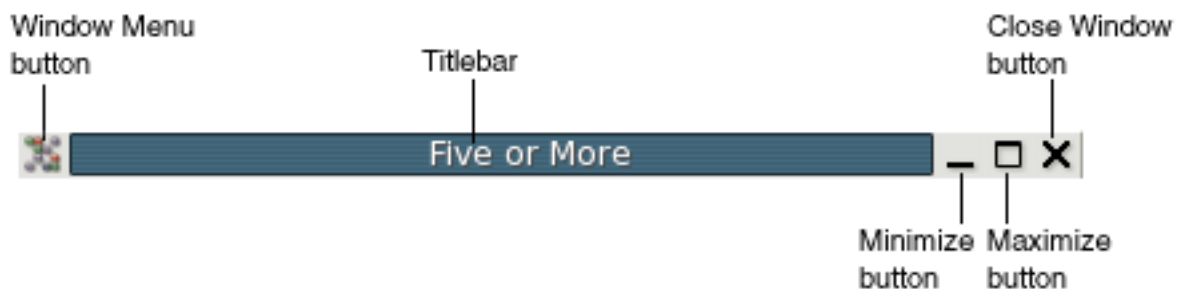 Window Menu
button
Titlebar
Close Window
button
Five or More
Minimize
button
Maximize
button